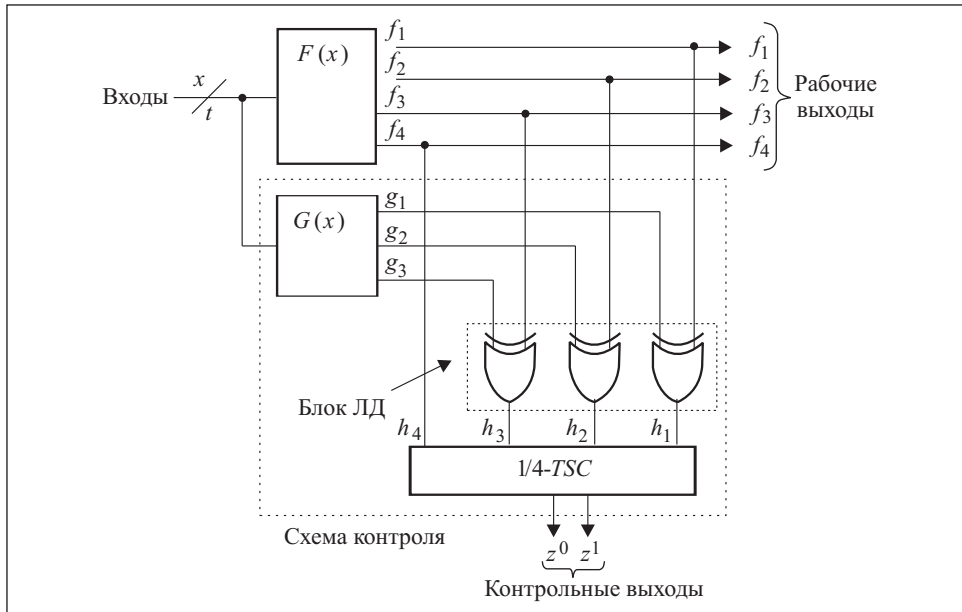 f₁
f₂
f₃
f₄
F(x)
Входы
x
t
f₁
f₂
f₃
f₄
Рабочие
выходы
G(x)
g₁
g₂
g₃
Блок ЛД
h₄ h₃ h₂ h₁
1/4-TSC
Схема контроля
z⁰ z¹
Контрольные выходы